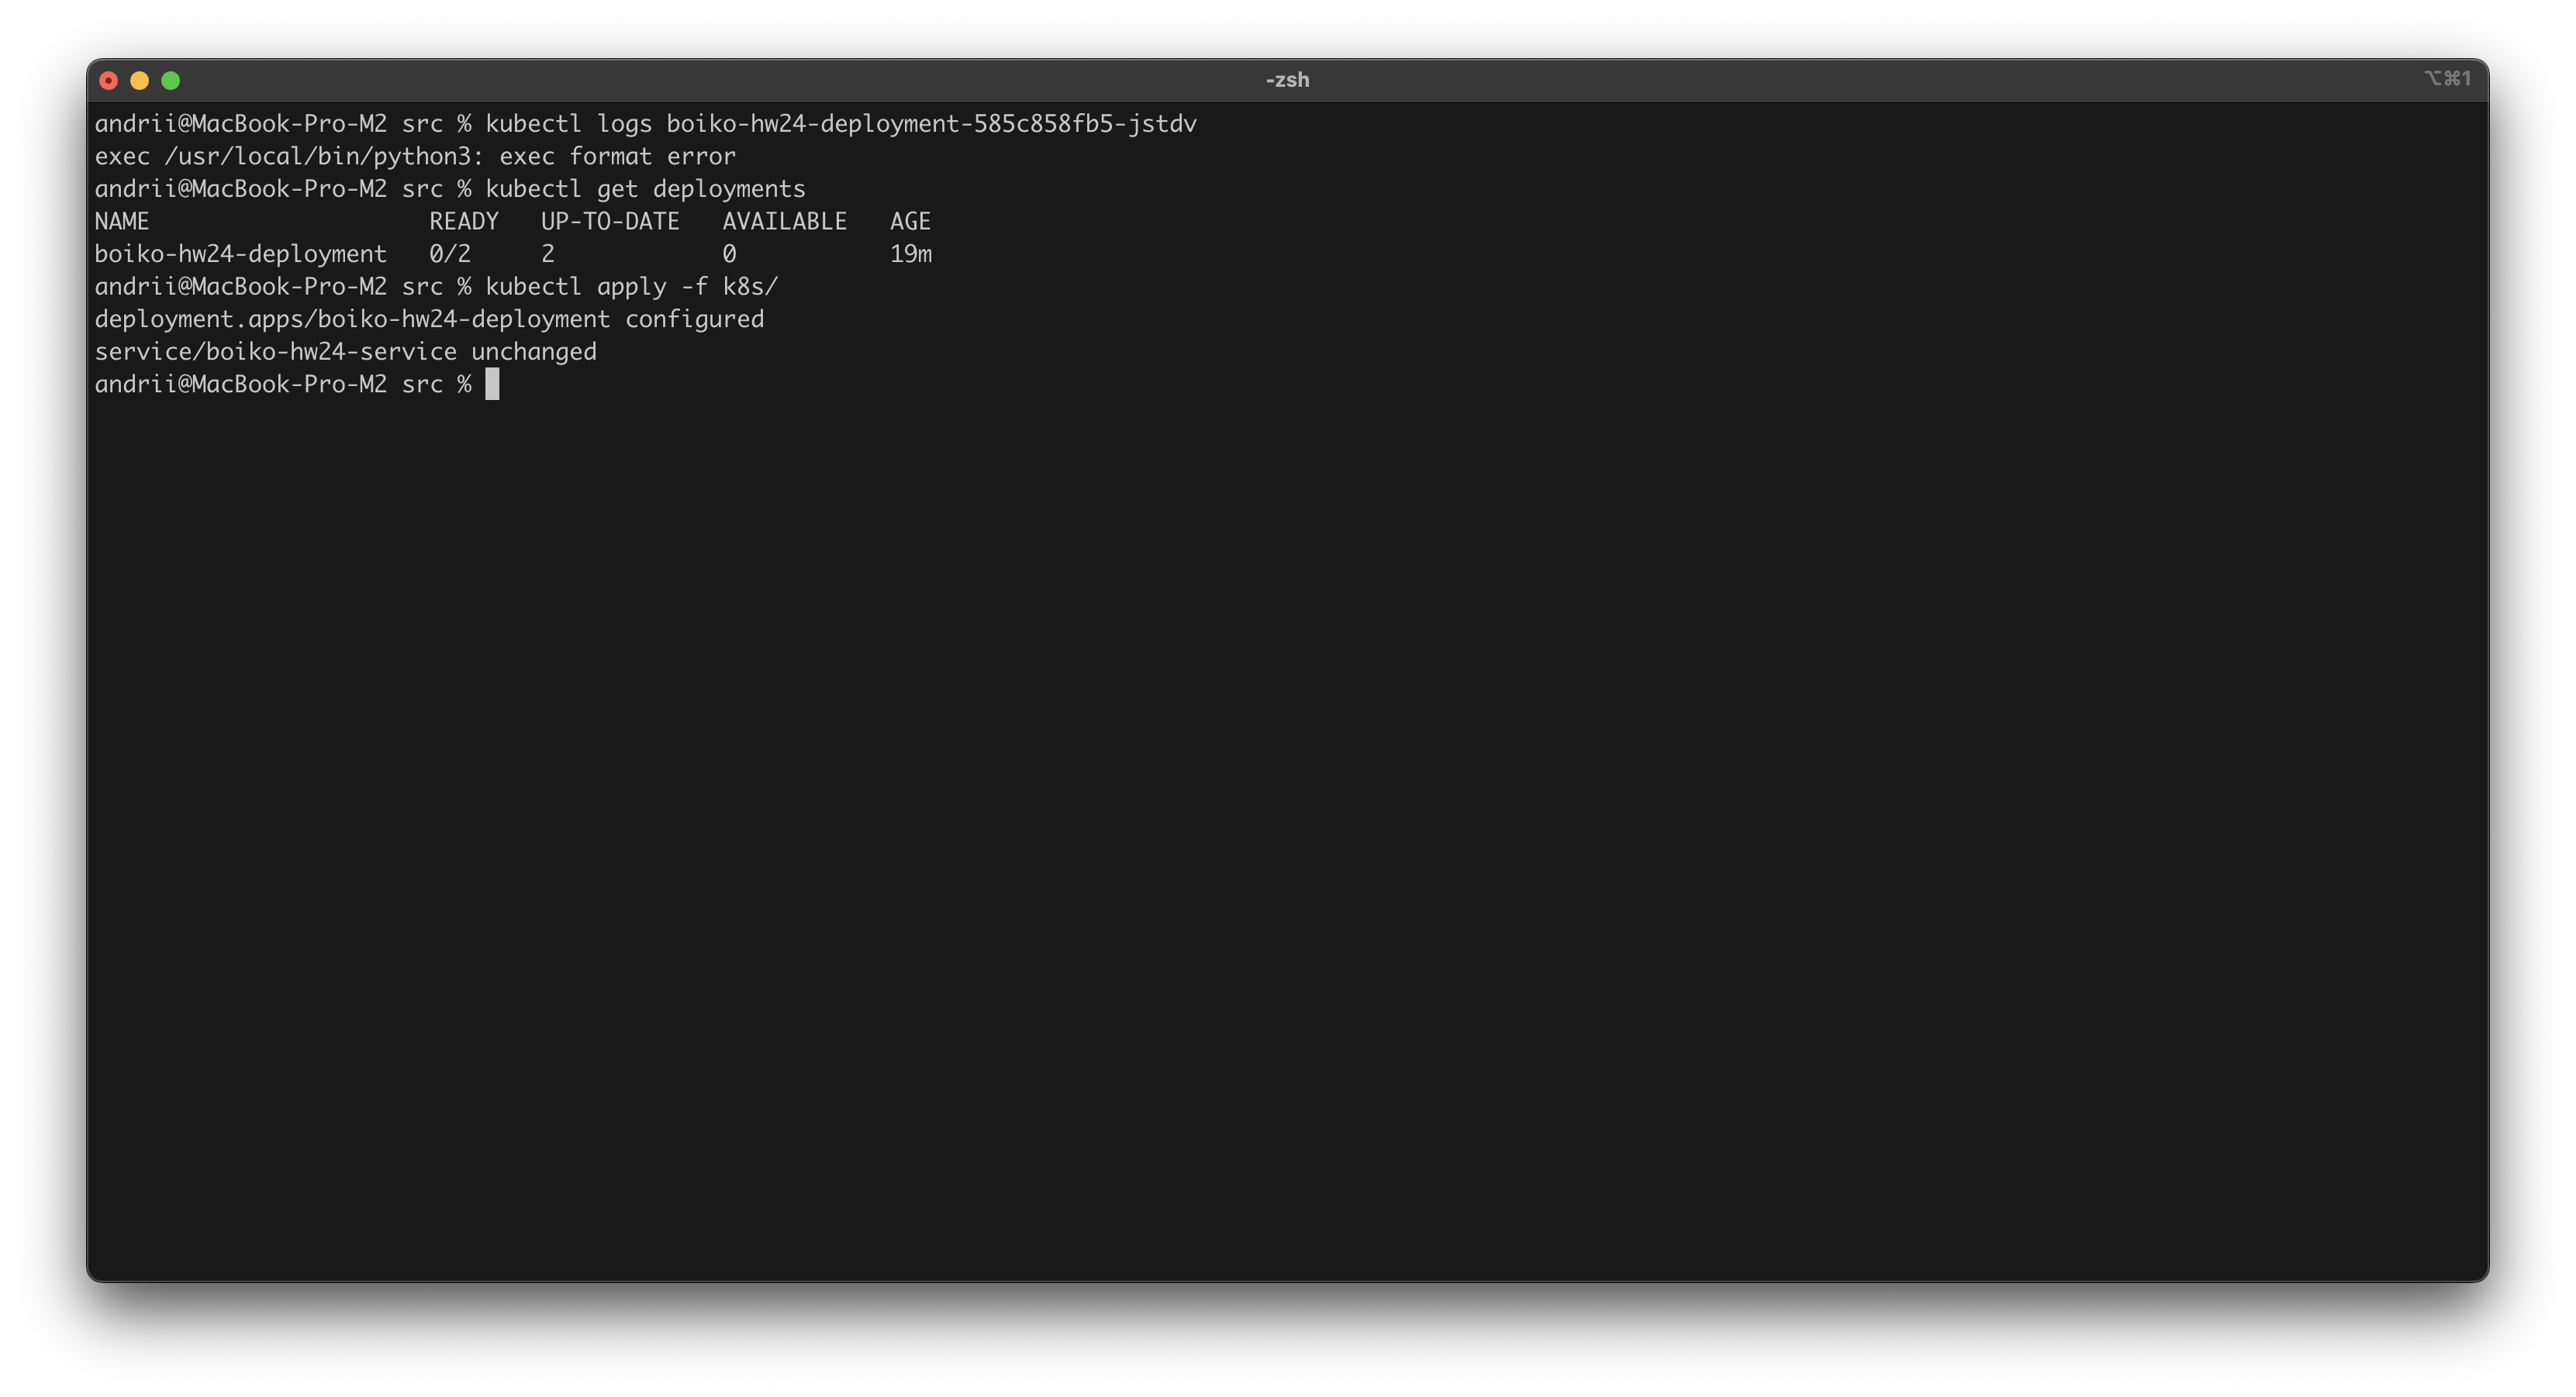 -zsh
⌥⌘1
andrii@MacBook-Pro-M2 src % kubectl logs boiko-hw24-deployment-585c858fb5-jstdv
exec /usr/local/bin/python3: exec format error
andrii@MacBook-Pro-M2 src % kubectl get deployments
NAME                    READY   UP-TO-DATE   AVAILABLE   AGE
boiko-hw24-deployment   0/2     2            0           19m
andrii@MacBook-Pro-M2 src % kubectl apply -f k8s/
deployment.apps/boiko-hw24-deployment configured
service/boiko-hw24-service unchanged
andrii@MacBook-Pro-M2 src %